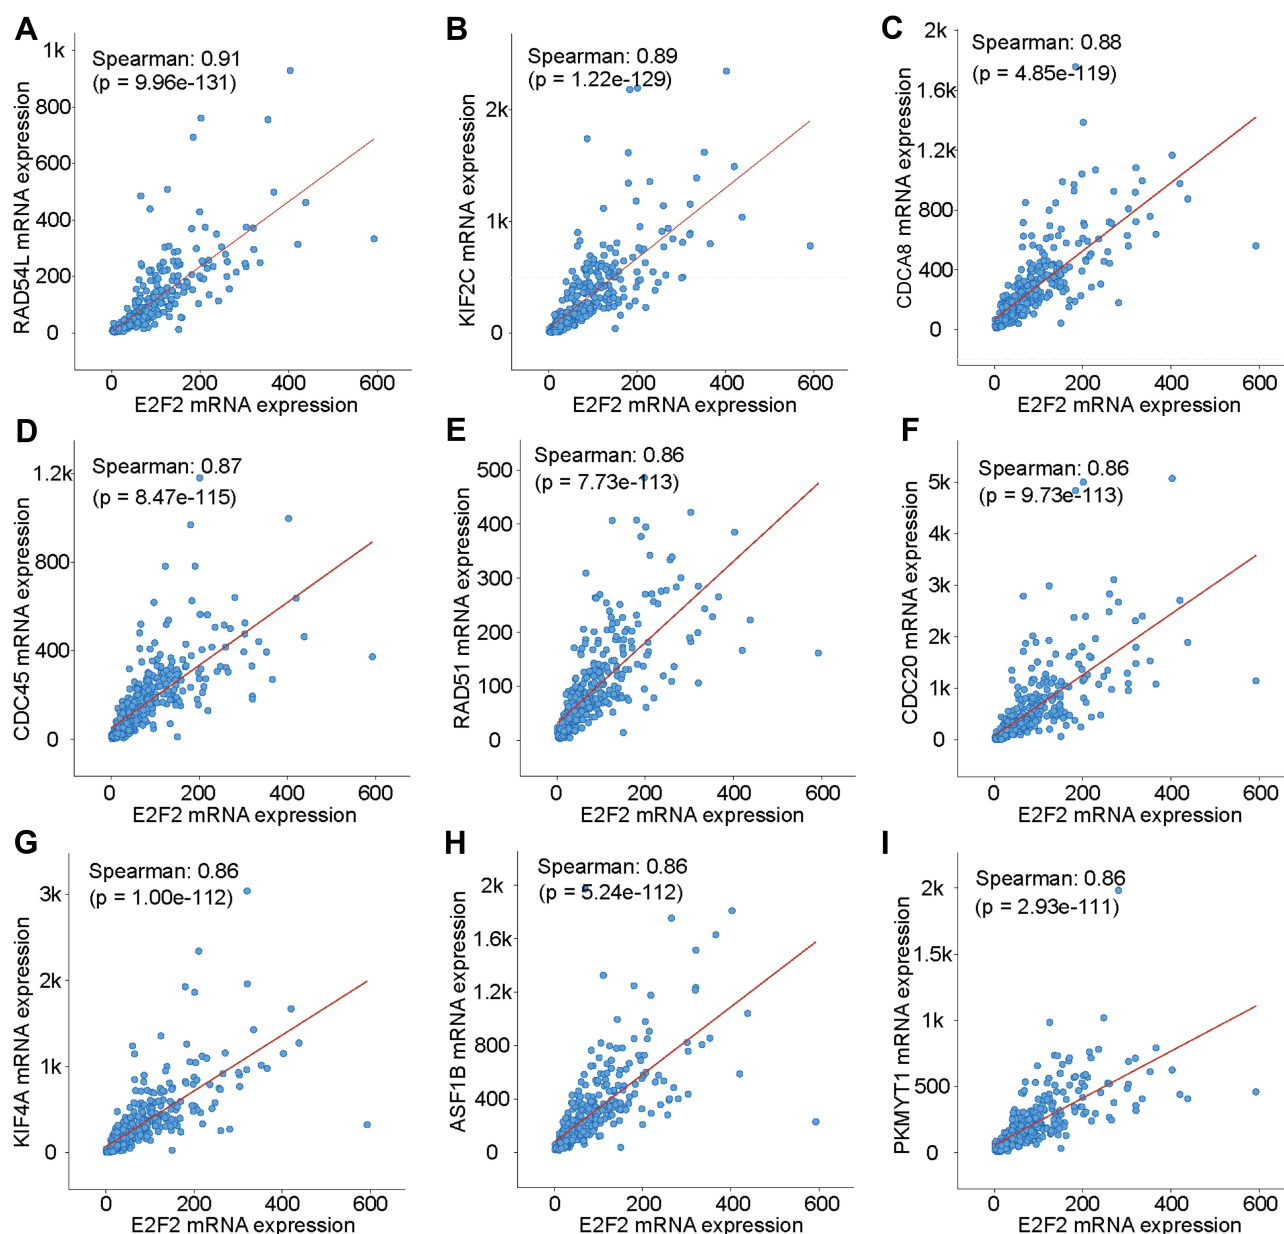 A
Spearman: 0.91
(p = 9.96e-131)
RAD54L mRNA expression
1k
800
600
400
200
0
0 200 400 600
E2F2 mRNA expression
B
Spearman: 0.89
(p = 1.22e-129)
KIF2C mRNA expression
2k
1k
0
0 200 400 600
E2F2 mRNA expression
C
Spearman: 0.88
(p = 4.85e-119)
CDCA8 mRNA expression
2k
1.6k
1.2k
800
400
0
0 200 400 600
E2F2 mRNA expression
D
Spearman: 0.87
(p = 8.47e-115)
CDC451 mRNA expression
1.2k
800
400
0
0 200 400 600
E2F2 mRNA expression
E
Spearman: 0.86
(p = 7.73e-113)
RAD51 mRNA expression
500
400
300
200
100
0
0 200 400 600
E2F2 mRNA expression
F
Spearman: 0.86
(p = 9.73e-113)
CDC20 mRNA expression
5k
4k
3k
2k
1k
0
0 200 400 600
E2F2 mRNA expression
G
Spearman: 0.86
(p = 1.00e-112)
KIF4A mRNA expression
3k
2k
1k
0
0 200 400 600
E2F2 mRNA expression
H
Spearman: 0.86
(p = 5.24e-112)
ASF1B mRNA expression
2k
1.6k
1.2k
800
400
0
0 200 400 600
E2F2 mRNA expression
I
Spearman: 0.86
(p = 2.93e-111)
PKMYT1 mRNA expression
2k
1.5k
1k
500
0
0 200 400 600
E2F2 mRNA expression